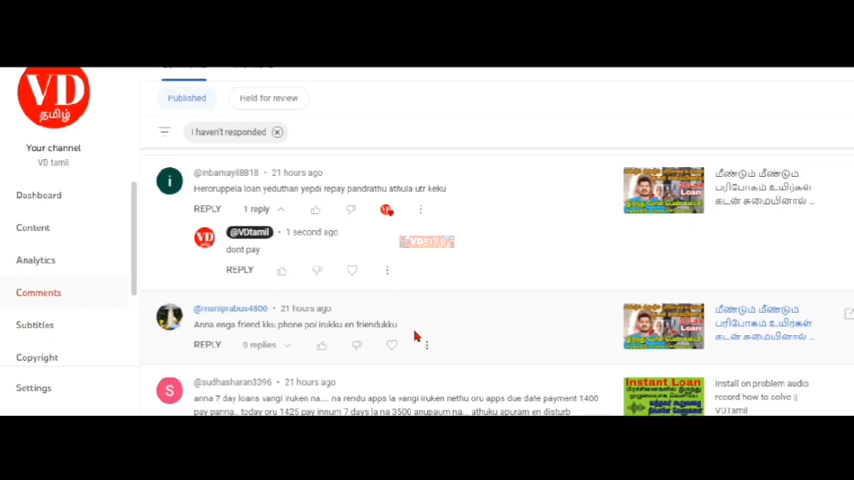 VD
தமிழ்
Your channel
VD tamil
Dashboard
Content
Analytics
Comments
Subtitles
Copyright
Settings
Published
Held for review
I haven't responded
@inbamayil8818 • 21 hours ago
Heroruppela loan yeduthan yepdi repay pandrathu athula utr keku
REPLY 1 reply
@VDtamil • 1 second ago
dont pay
REPLY
@maniprabus4800 • 21 hours ago
Anna enga friend kku phone poi irukku en friendukku
REPLY 0 replies
S
@sudhasharan3396 • 21 hours ago
anna 7 day loans vangi iruken na.... na rendu apps la vangi iruken nethu oru apps due date payment 1400
pay panna.. today oru 1425 pay innum 7 days la na 3500 anupaum na... athuku apuram en disturb
மீண்டும் மீண்டும்
பரிபோகும் உயிர்கள்
கடன் சுமையினால் ...
மீண்டும் மீண்டும்
பரிபோகும் உயிர்கள்
கடன் சுமையினால் ...
Instant Loan
Install on problem audio
record how to solve ||
VDTamil